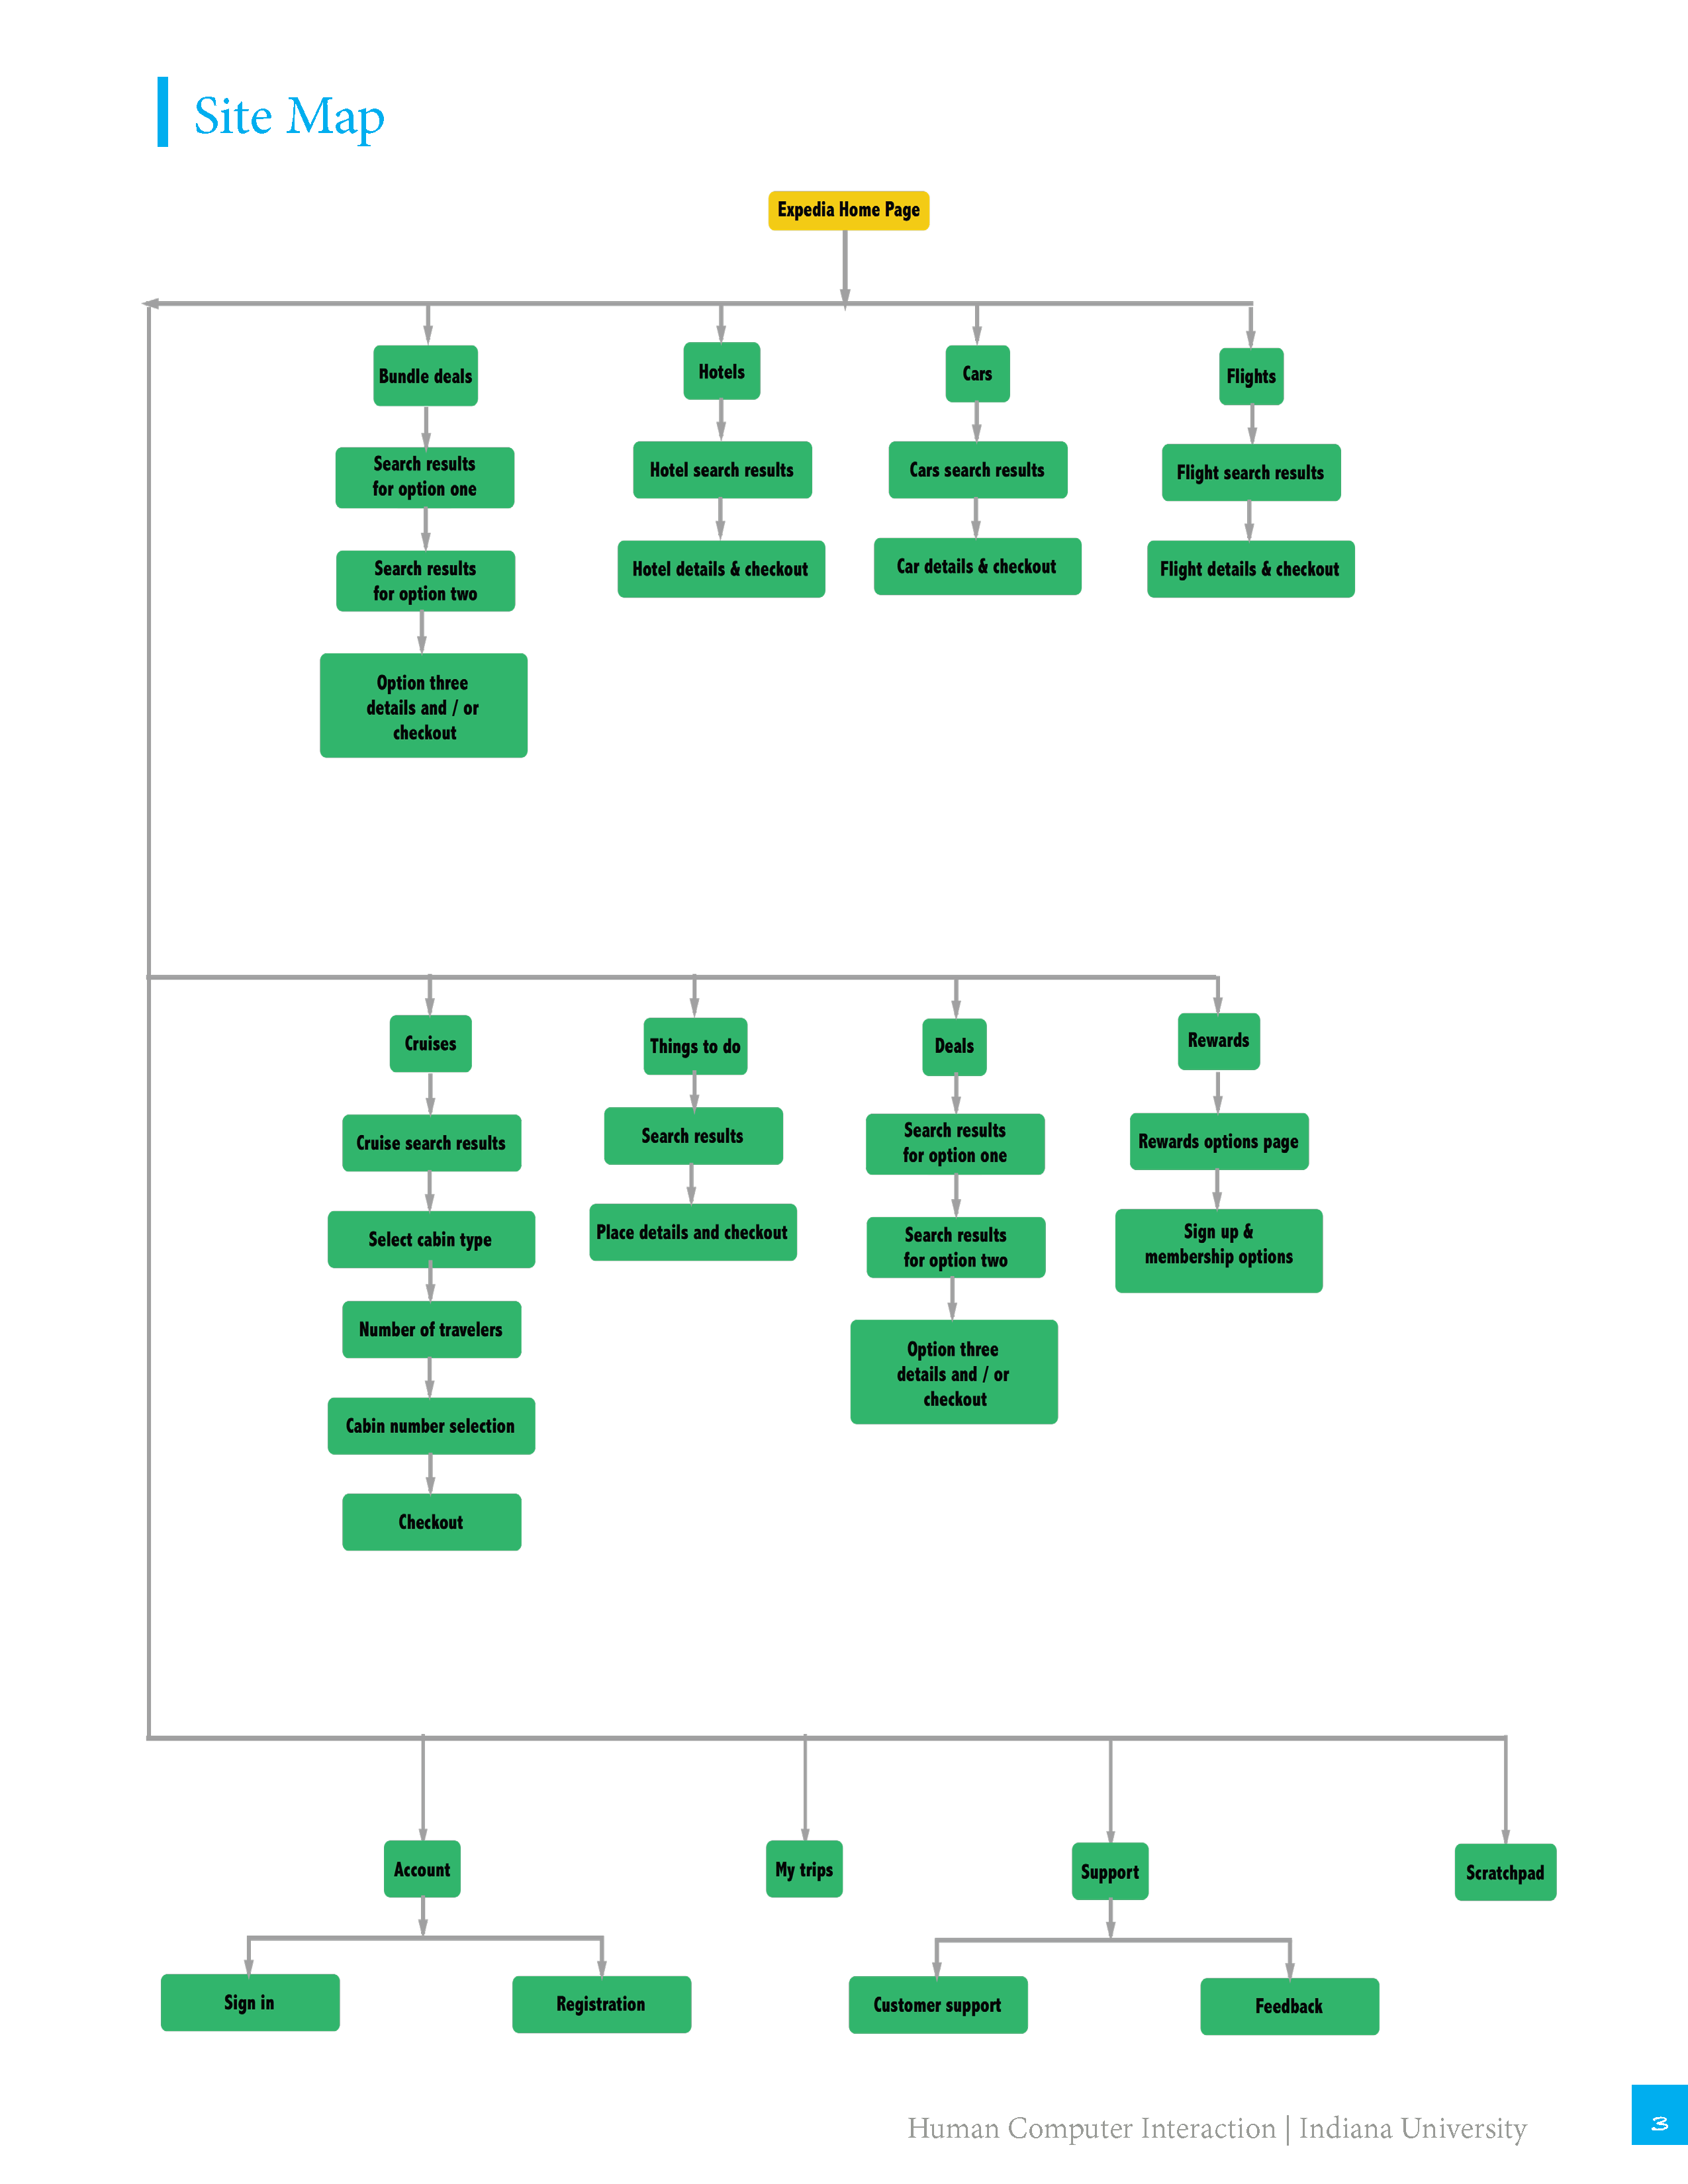 Site Map
Expedia Home Page
Bundle deals
Hotels
Cars
Flights
Search results
for option one
Hotel search results
Cars search results
Flight search results
Search results
for option two
Hotel details & checkout
Car details & checkout
Flight details & checkout
Option three
details and / or
checkout
Cruises
Things to do
Deals
Rewards
Cruise search results
Search results
Search results
for option one
Rewards options page
Select cabin type
Place details and checkout
Search results
for option two
Sign up &
membership options
Number of travelers
Option three
details and / or
checkout
Cabin number selection
Checkout
Account
My trips
Support
Scratchpad
Sign in
Registration
Customer support
Feedback
Human Computer Interaction | Indiana University
3